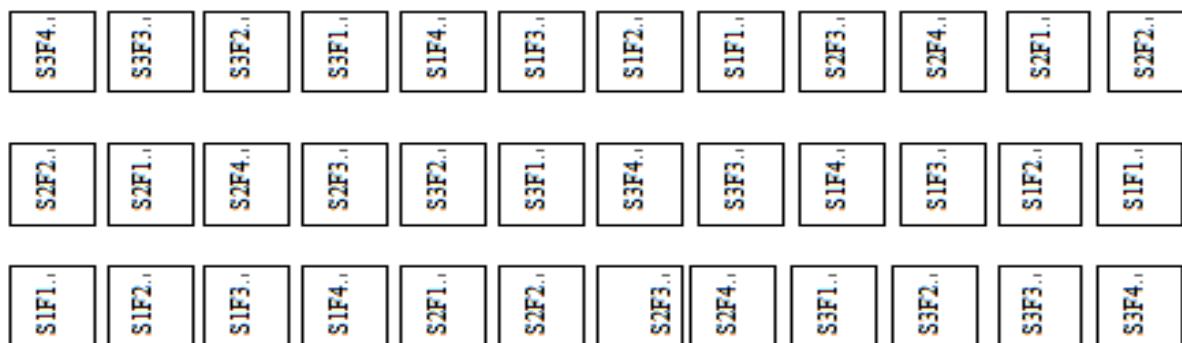 S3F4. S3F3. S3F2. S3F1. S1F4. S1F3. S1F2. S1F1. S2F3. S2F4. S2F1. S2F2.
S2F2. S2F1. S2F4. S2F3. S3F2. S3F1. S3F4. S3F3. S1F4. S1F3. S1F2. S1F1.
S1F1. S1F2. S1F3. S1F4. S2F1. S2F2. S2F3. S2F4. S3F1. S3F2. S3F3. S3F4.